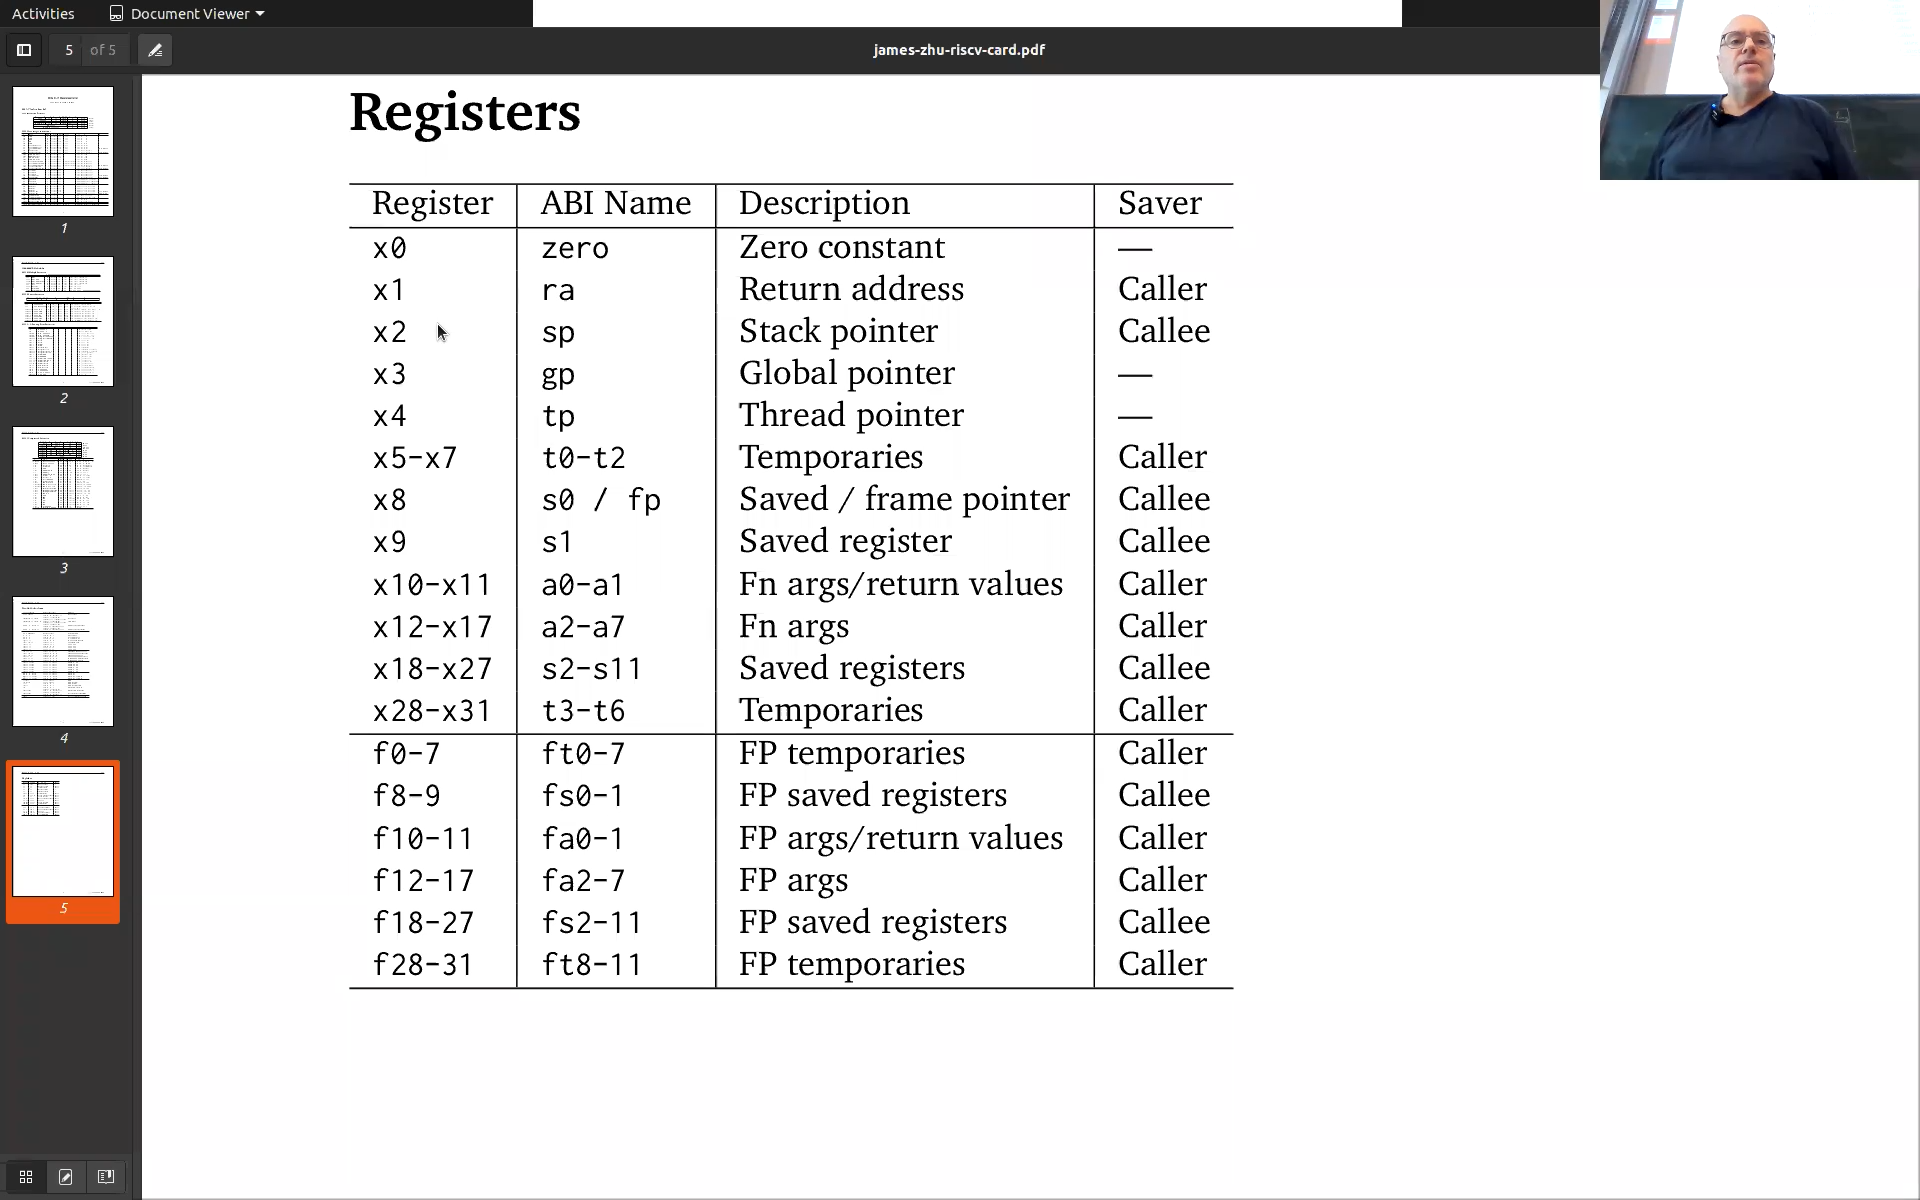 Activities
Document Viewer
5 of 5
james-zhu-riscv-card.pdf
1
2
3
4
5
Registers
Register ABI Name Description Saver
x0 zero Zero constant —
x1 ra Return address Caller
x2 sp Stack pointer Callee
x3 gp Global pointer —
x4 tp Thread pointer —
x5-x7 t0-t2 Temporaries Caller
x8 s0 / fp Saved / frame pointer Callee
x9 s1 Saved register Callee
x10-x11 a0-a1 Fn args/return values Caller
x12-x17 a2-a7 Fn args Caller
x18-x27 s2-s11 Saved registers Callee
x28-x31 t3-t6 Temporaries Caller
f0-7 ft0-7 FP temporaries Caller
f8-9 fs0-1 FP saved registers Callee
f10-11 fa0-1 FP args/return values Caller
f12-17 fa2-7 FP args Caller
f18-27 fs2-11 FP saved registers Callee
f28-31 ft8-11 FP temporaries Caller